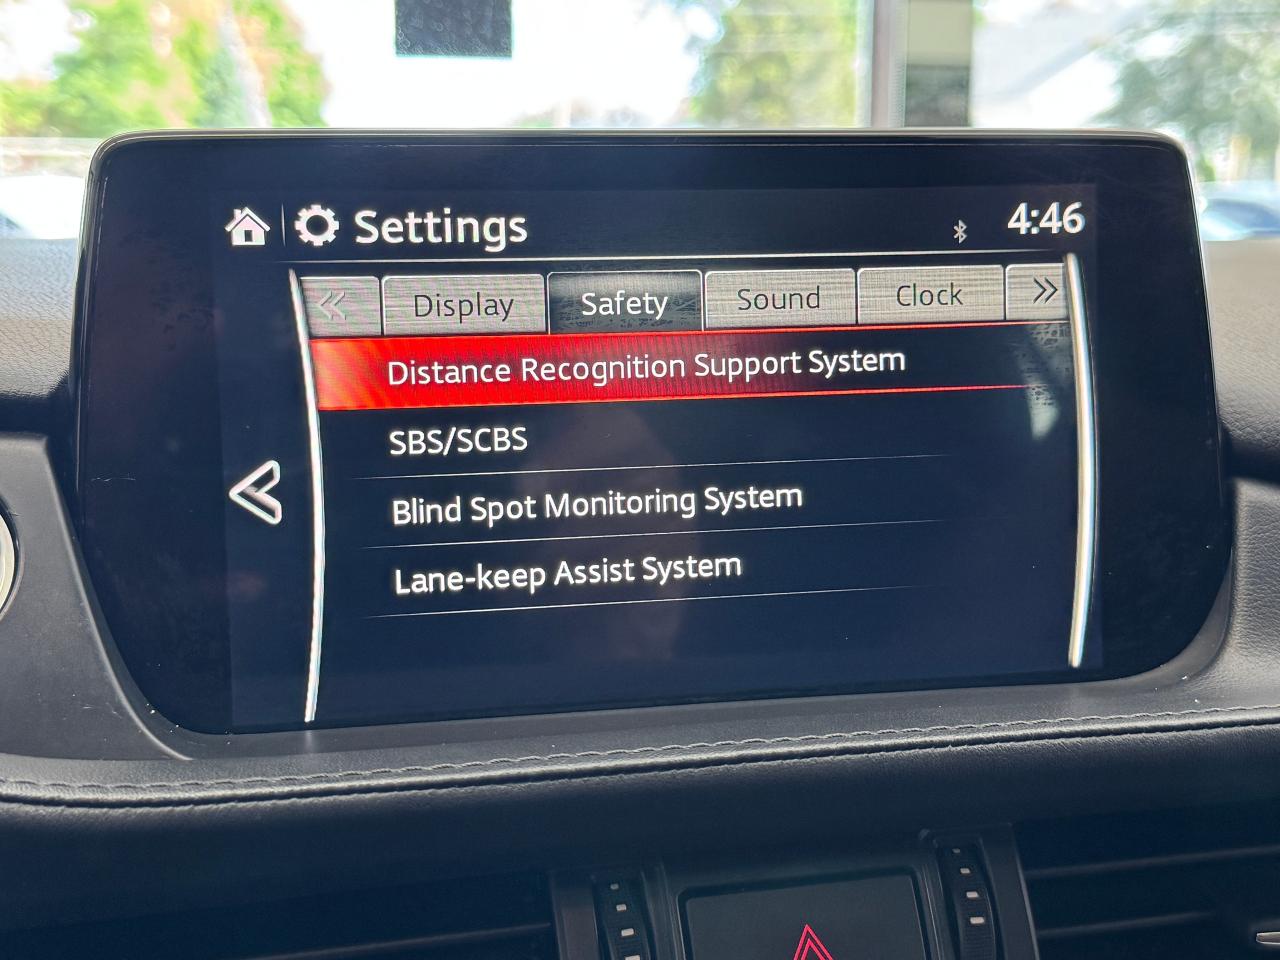 Settings
4:46
Display
Safety
Sound
Clock
Distance Recognition Support System
SBS/SCBS
Blind Spot Monitoring System
Lane-keep Assist System